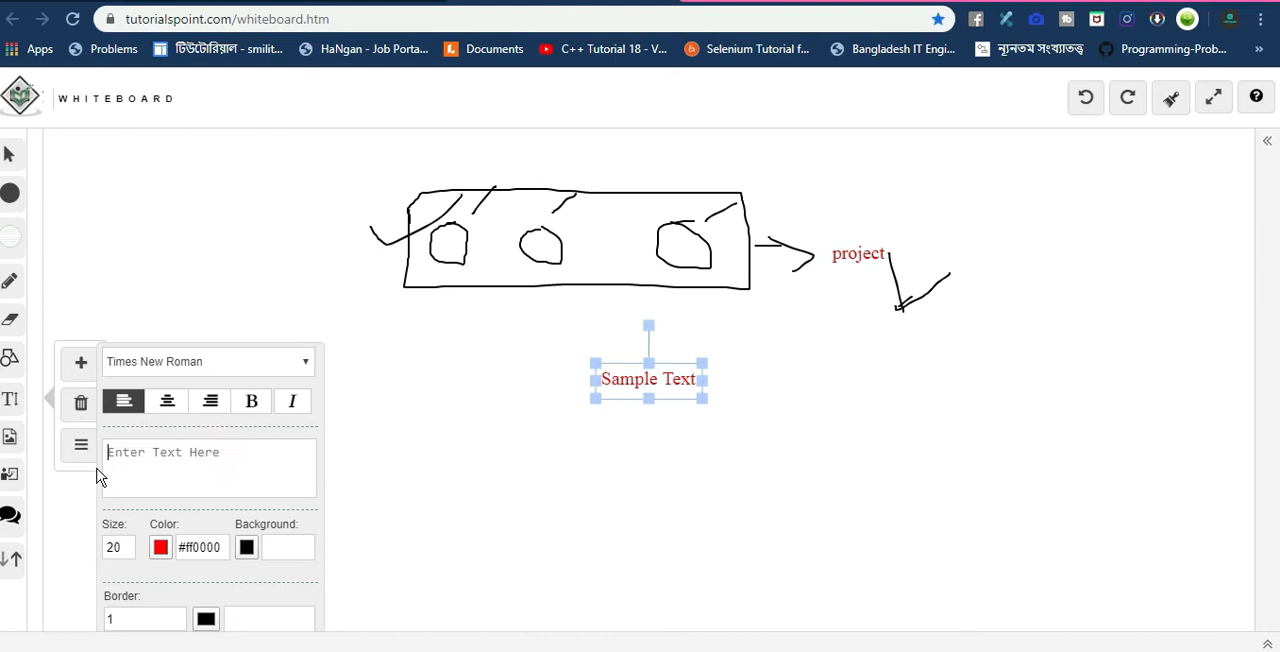 tutorialspoint.com/whiteboard.htm
Apps
Problems
টিউটোরিয়াল - smilit...
HaNgan - Job Porta...
Documents
C++ Tutorial 18 - V...
Selenium Tutorial f...
Bangladesh IT Engi...
ন্যূনতম সংখ্যাতত্ত্ব
Programming-Prob...
»
WHITEBOARD
project
Sample Text
Times New Roman
B I
Enter Text Here
Size: Color: Background:
20 #ff0000
Border:
1